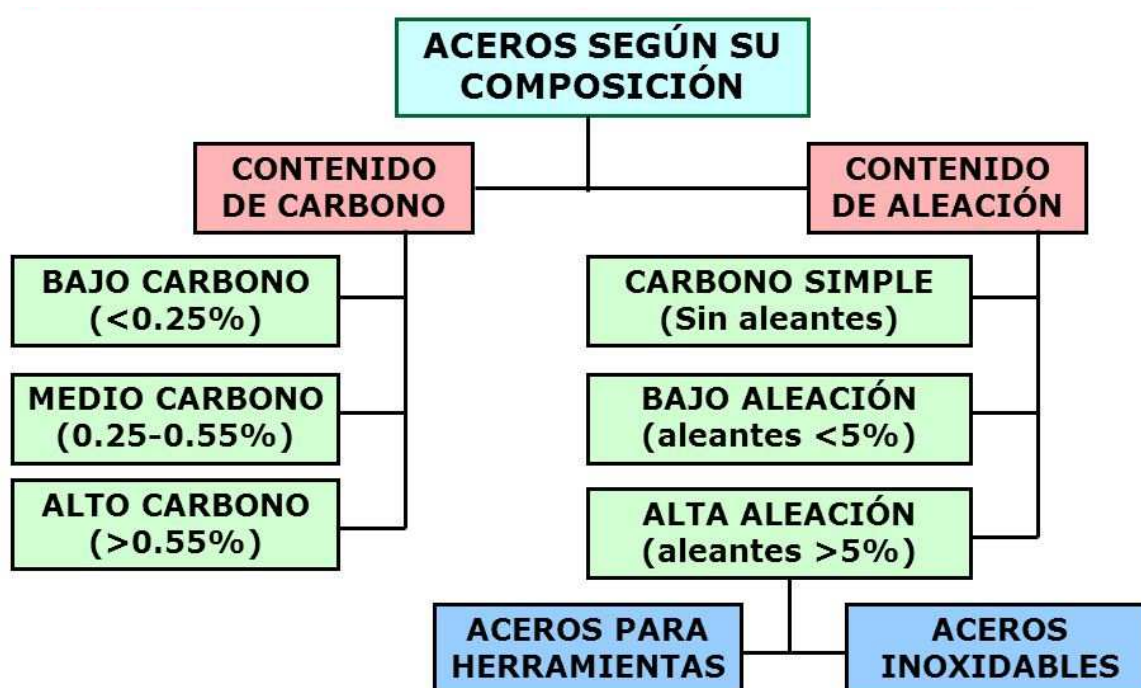 ACEROS SEGÚN SU
COMPOSICIÓN
CONTENIDO
DE CARBONO
BAJO CARBONO
(<0.25%)
MEDIO CARBONO
(0.25-0.55%)
ALTO CARBONO
(>0.55%)
CONTENIDO
DE ALEACIÓN
CARBONO SIMPLE
(Sin aleantes)
BAJO ALEACIÓN
(aleantes <5%)
ALTA ALEACIÓN
(aleantes >5%)
ACEROS PARA
HERRAMIENTAS
ACEROS
INOXIDABLES